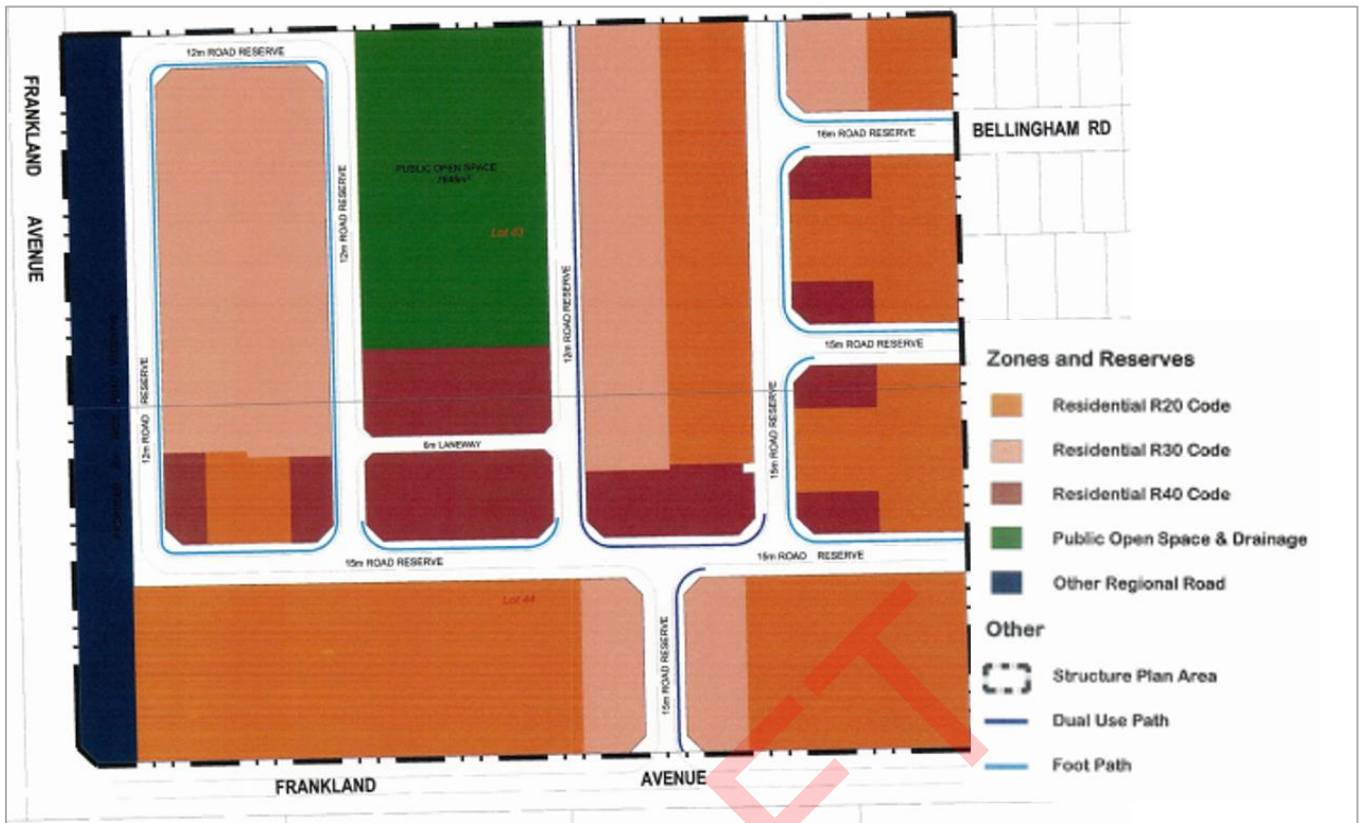 FRANKLAND AVENUE
12m ROAD RESERVE
12m ROAD RESERVE
12m ROAD RESERVE
PUBLIC OPEN SPACE
Lot 43
12m ROAD RESERVE
16m ROAD RESERVE
BELLINGHAM RD
15m ROAD RESERVE
15m ROAD RESERVE
6m LANEWAY
15m ROAD RESERVE
15m ROAD RESERVE
Lot 44
15m ROAD RESERVE
FRANKLAND AVENUE
Zones and Reserves
Residential R20 Code
Residential R30 Code
Residential R40 Code
Public Open Space & Drainage
Other Regional Road
Other
Structure Plan Area
Dual Use Path
Foot Path
CT